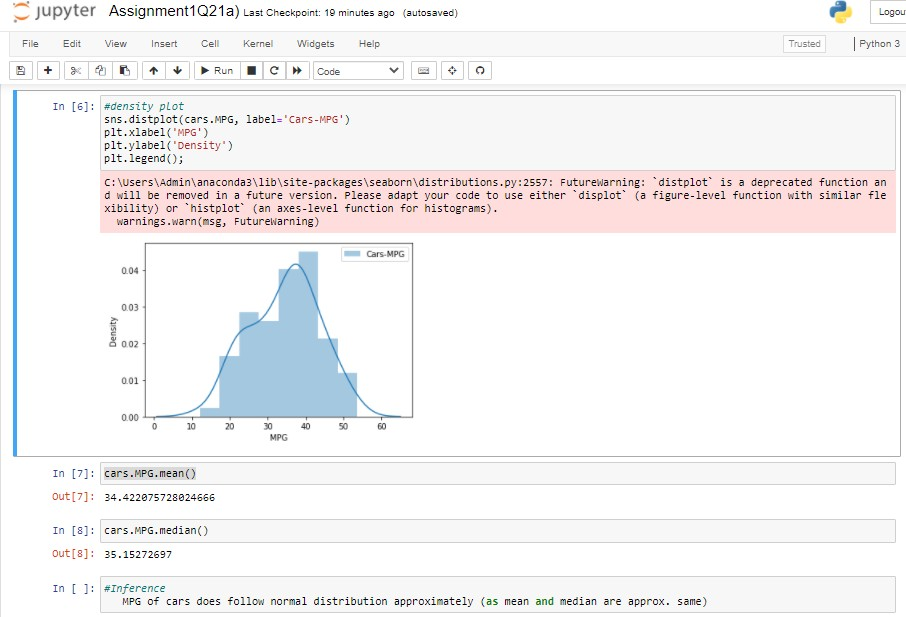 jupyter Assignment1Q21a) Last Checkpoint: 19 minutes ago (autosaved)
Logou
File Edit View Insert Cell Kernel Widgets Help
Trusted
Python 3
Run
Code
In [6]:
#density plot
sns.distplot(cars.MPG, label='Cars-MPG')
plt.xlabel('MPG')
plt.ylabel('Density')
plt.legend();
C:\Users\Admin\anaconda3\lib\site-packages\seaborn\distributions.py:2557: FutureWarning: `distplot` is a deprecated function an
d will be removed in a future version. Please adapt your code to use either `displot` (a figure-level function with similar fle
xibility) or `histplot` (an axes-level function for histograms).
warnings.warn(msg, FutureWarning)
Cars-MPG
0.04
0.03
0.02
0.01
0.00
Density
0 10 20 30 40 50 60
MPG
In [7]: cars.MPG.mean()
Out[7]: 34.422075728024666
In [8]: cars.MPG.median()
Out[8]: 35.15272697
In [ ]: #Inference
MPG of cars does follow normal distribution approximately (as mean and median are approx. same)